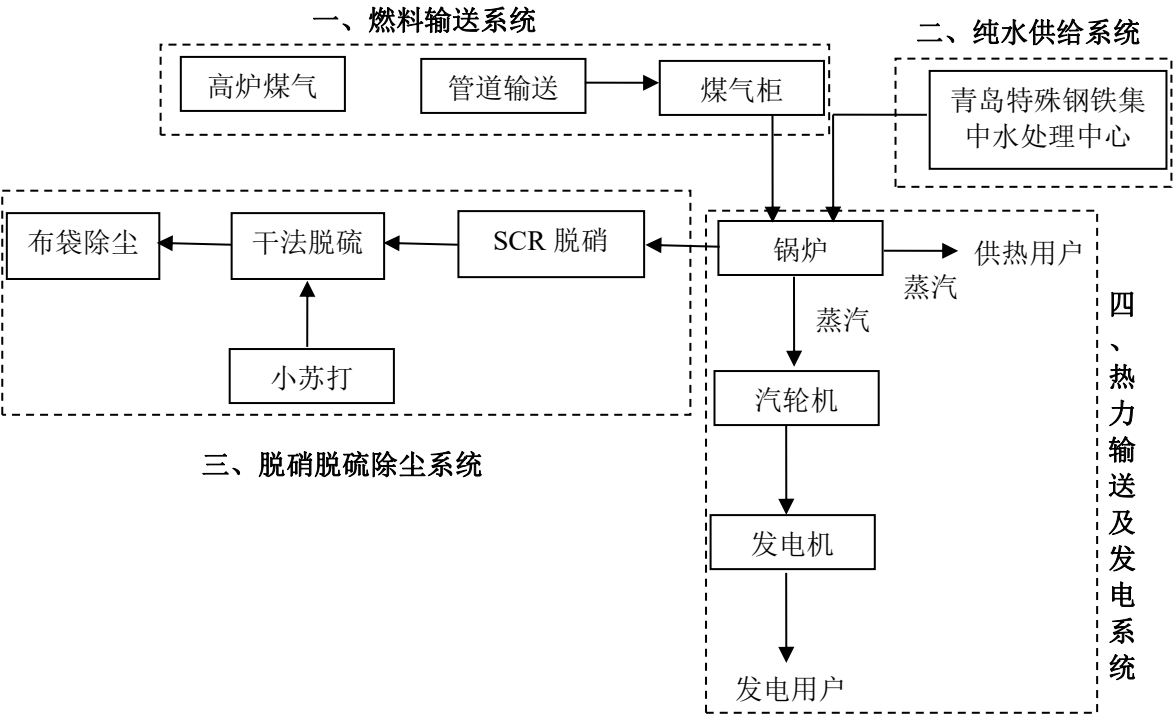 一、燃料输送系统
二、纯水供给系统
高炉煤气
管道输送
煤气柜
青岛特殊钢铁集
中水处理中心
布袋除尘
干法脱硫
SCR 脱硝
锅炉
供热用户
蒸汽
蒸汽
小苏打
汽轮机
三、脱硝脱硫除尘系统
发电机
发电用户
四、热力输送及发电系统